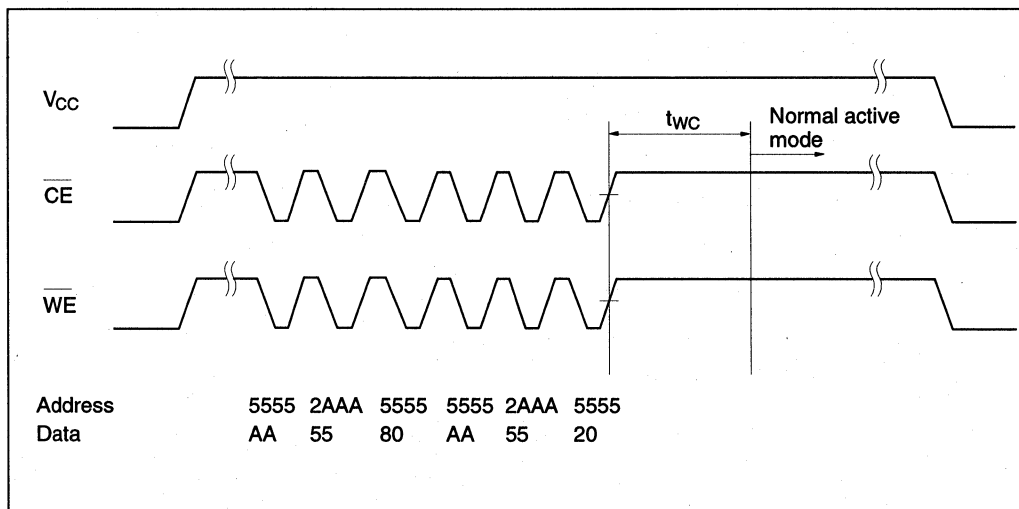 VCC
tWC
Normal active
mode
CE
WE
Address 5555 2AAA 5555 5555 2AAA 5555
Data AA 55 80 AA 55 20